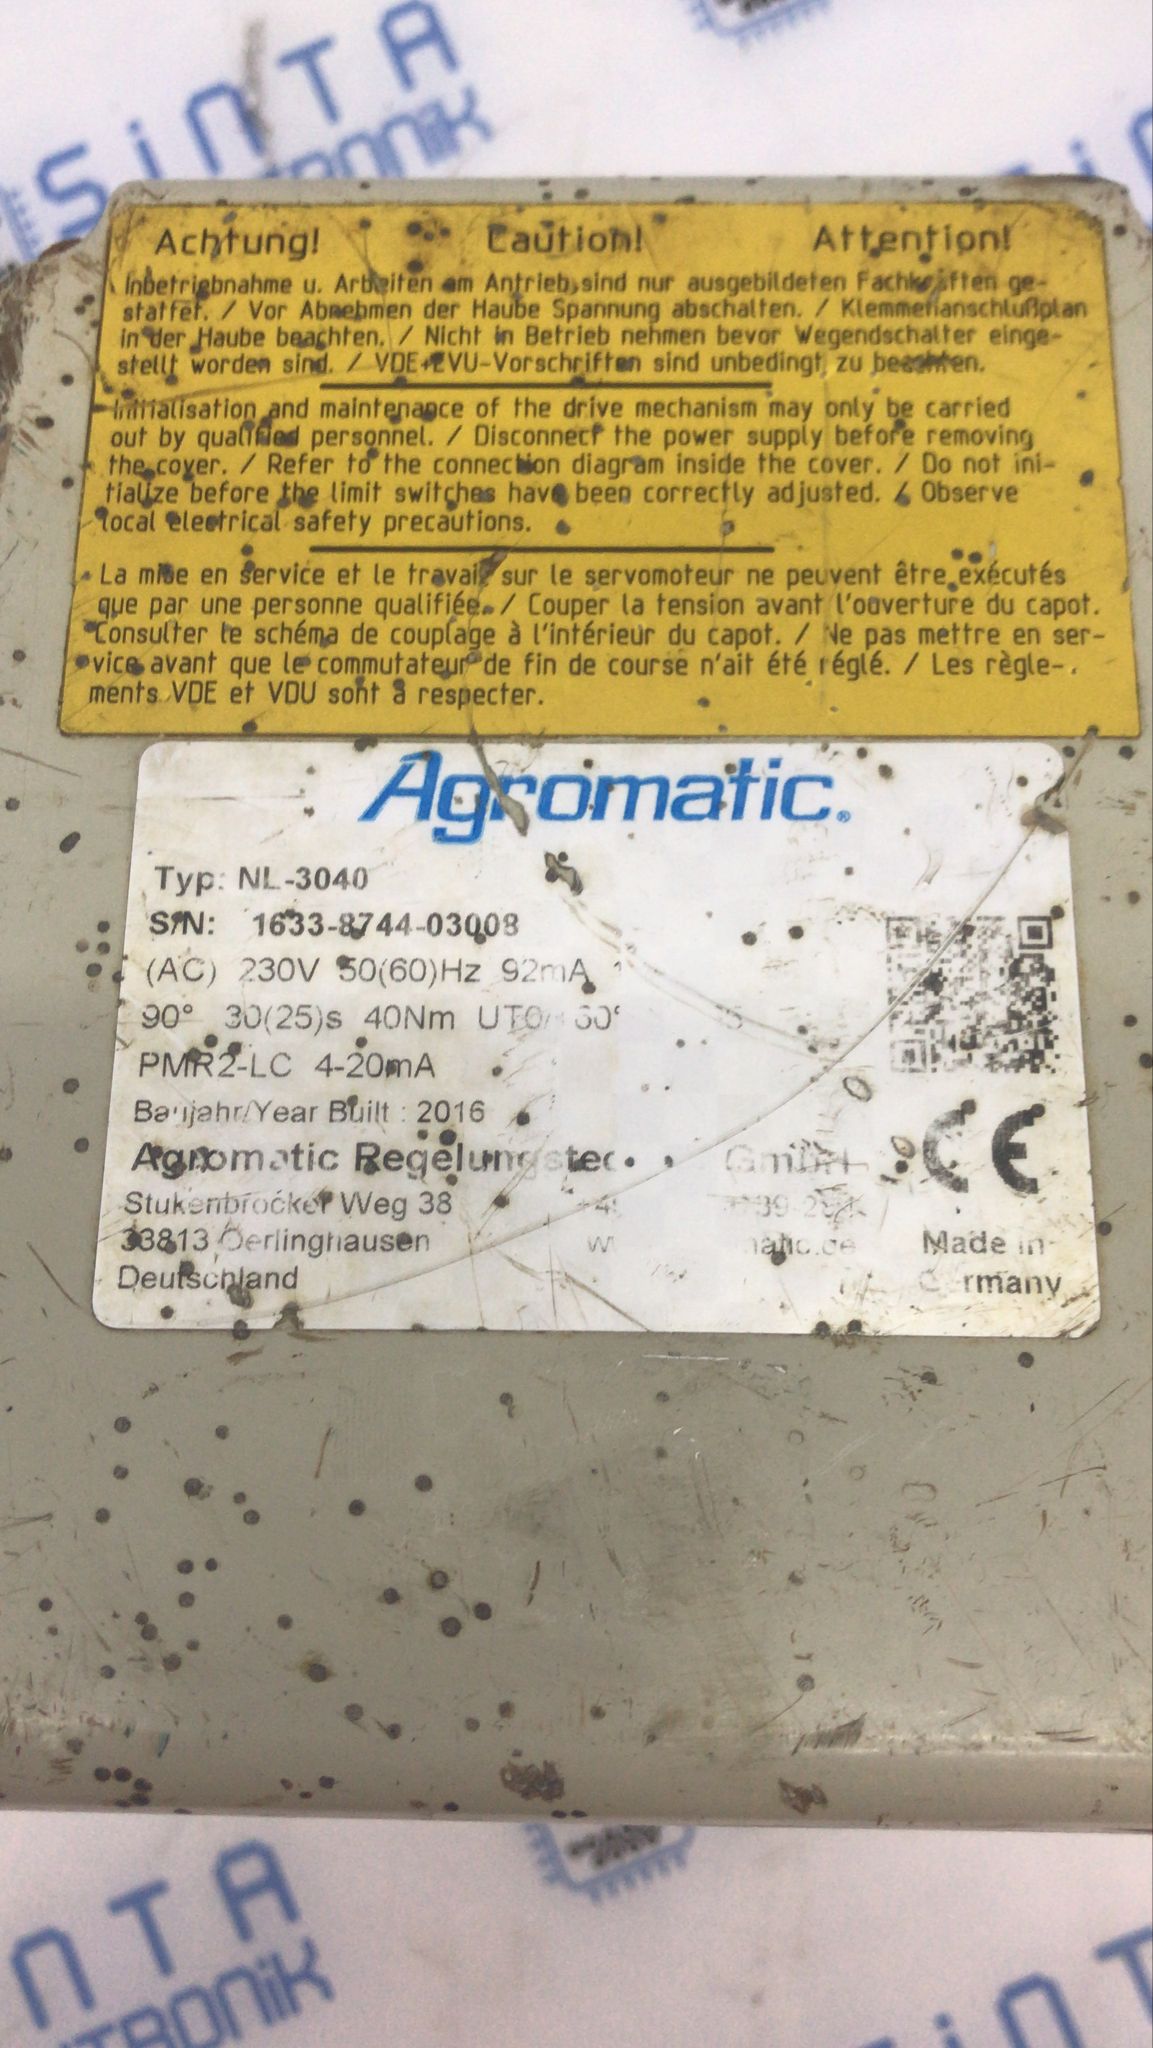 SiNTA
Achtung! Caution! Attention!
Inbetriebnahme u. Arbeiten am Antrieb sind nur ausgebildeten Fachkräften ge-
stattet. / Vor Abnehmen der Haube Spannung abschalten. / Klemmenanschlußplan
in der Haube beachten. / Nicht in Betrieb nehmen bevor Wegendschalter einge-
stellt worden sind. / VDE+EVU-Vorschriften sind unbedingt zu beachten.
Initialisation and maintenance of the drive mechanism may only be carried
out by qualified personnel. / Disconnect the power supply before removing
the cover. / Refer to the connection diagram inside the cover. / Do not ini-
tialize before the limit switches have been correctly adjusted. / Observe
local electrical safety precautions.
La mise en service et le travail sur le servomoteur ne peuvent être exécutés
que par une personne qualifiée. / Couper la tension avant l'ouverture du capot.
Consulter le schéma de couplage à l'intérieur du capot. / Ne pas mettre en ser-
vice avant que le commutateur de fin de course n'ait été réglé. / Les règle-
ments VDE et VDU sont à respecter.
Agromatic®
Typ: NL-3040
S/N: 1633-8744-03008
(AC) 230V 50(60)Hz 92mA
90° 30(25)s 40Nm
PMR2-LC 4-20mA
Baujahr/Year Built : 2016
Agromatic GmbH
Stukenbrocker Weg 38
33813 Oerlinghausen
Deutschland
CE
Made in
Germany